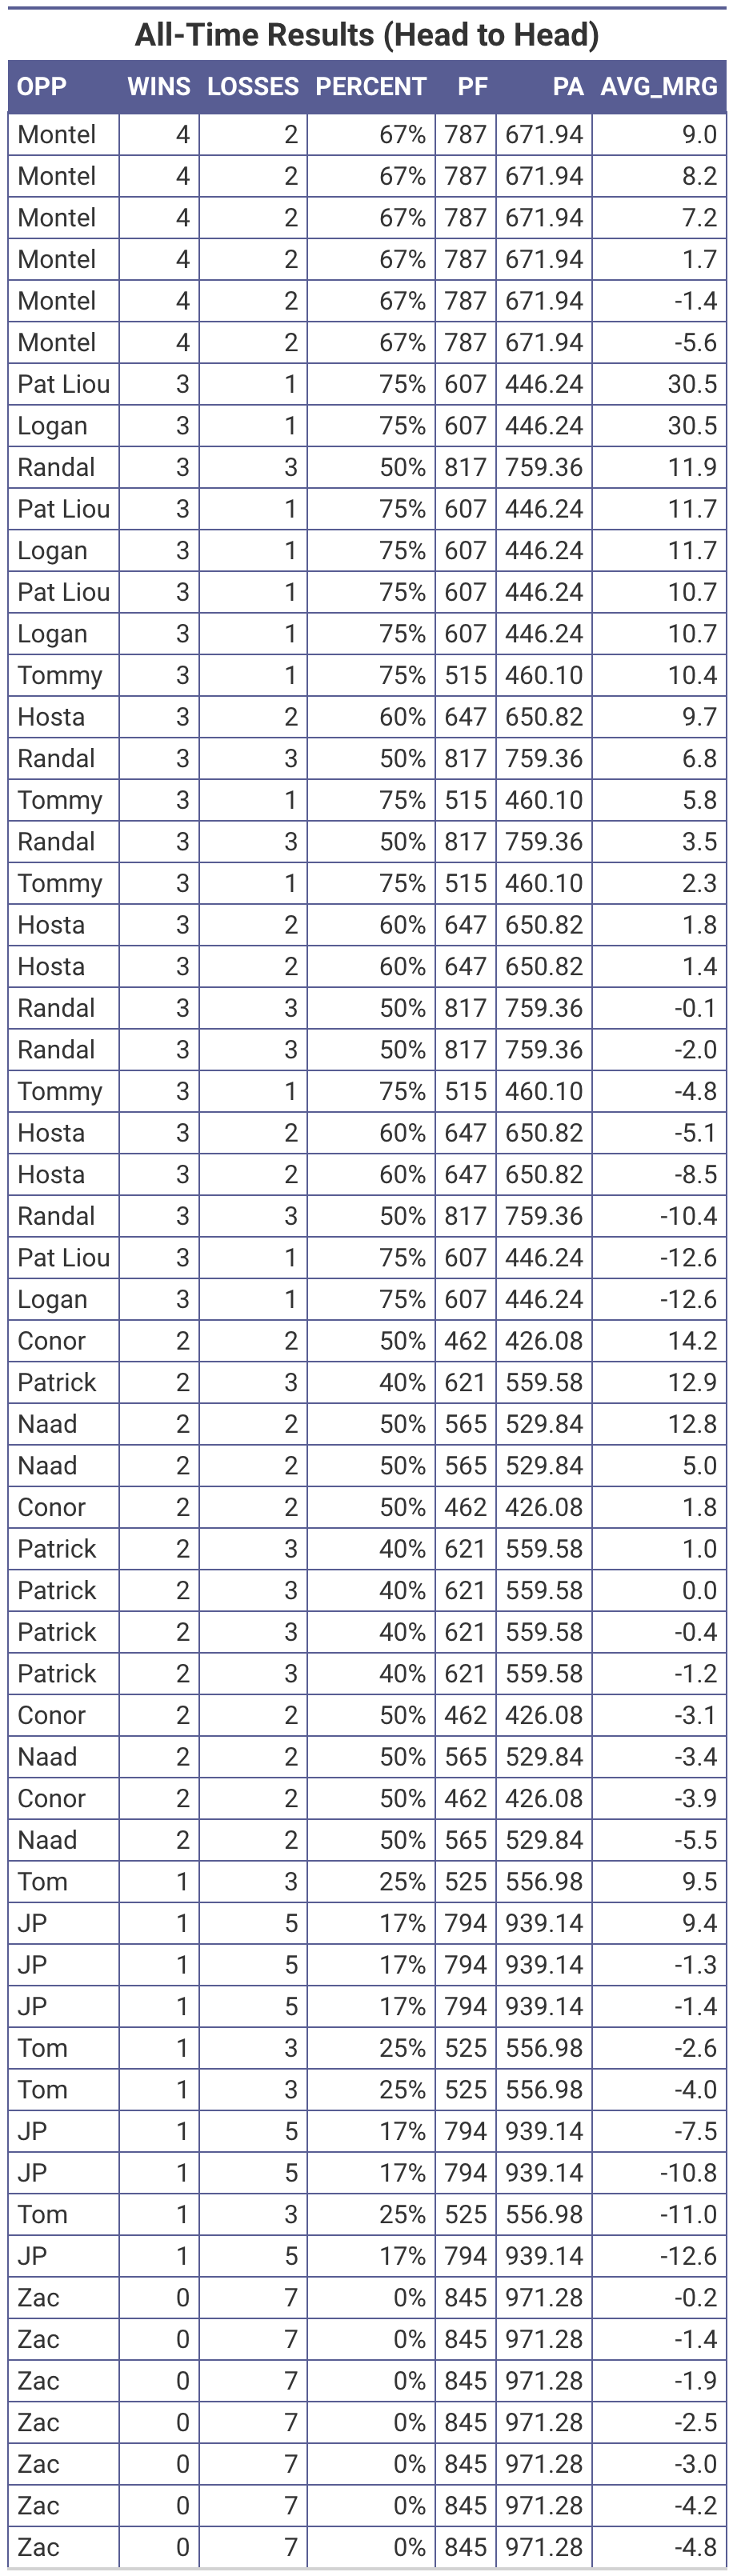 All-Time Results (Head to Head)
OPP WINS LOSSES PERCENT PF PA AVG_MRG
Montel 4 2 67% 787 671.94 9.0
Montel 4 2 67% 787 671.94 8.2
Montel 4 2 67% 787 671.94 7.2
Montel 4 2 67% 787 671.94 1.7
Montel 4 2 67% 787 671.94 -1.4
Montel 4 2 67% 787 671.94 -5.6
Pat Liou 3 1 75% 607 446.24 30.5
Logan 3 1 75% 607 446.24 30.5
Randal 3 3 50% 817 759.36 11.9
Pat Liou 3 1 75% 607 446.24 11.7
Logan 3 1 75% 607 446.24 11.7
Pat Liou 3 1 75% 607 446.24 10.7
Logan 3 1 75% 607 446.24 10.7
Tommy 3 1 75% 515 460.10 10.4
Hosta 3 2 60% 647 650.82 9.7
Randal 3 3 50% 817 759.36 6.8
Tommy 3 1 75% 515 460.10 5.8
Randal 3 3 50% 817 759.36 3.5
Tommy 3 1 75% 515 460.10 2.3
Hosta 3 2 60% 647 650.82 1.8
Hosta 3 2 60% 647 650.82 1.4
Randal 3 3 50% 817 759.36 -0.1
Randal 3 3 50% 817 759.36 -2.0
Tommy 3 1 75% 515 460.10 -4.8
Hosta 3 2 60% 647 650.82 -5.1
Hosta 3 2 60% 647 650.82 -8.5
Randal 3 3 50% 817 759.36 -10.4
Pat Liou 3 1 75% 607 446.24 -12.6
Logan 3 1 75% 607 446.24 -12.6
Conor 2 2 50% 462 426.08 14.2
Patrick 2 3 40% 621 559.58 12.9
Naad 2 2 50% 565 529.84 12.8
Naad 2 2 50% 565 529.84 5.0
Conor 2 2 50% 462 426.08 1.8
Patrick 2 3 40% 621 559.58 1.0
Patrick 2 3 40% 621 559.58 0.0
Patrick 2 3 40% 621 559.58 -0.4
Patrick 2 3 40% 621 559.58 -1.2
Conor 2 2 50% 462 426.08 -3.1
Naad 2 2 50% 565 529.84 -3.4
Conor 2 2 50% 462 426.08 -3.9
Naad 2 2 50% 565 529.84 -5.5
Tom 1 3 25% 525 556.98 9.5
JP 1 5 17% 794 939.14 9.4
JP 1 5 17% 794 939.14 -1.3
JP 1 5 17% 794 939.14 -1.4
Tom 1 3 25% 525 556.98 -2.6
Tom 1 3 25% 525 556.98 -4.0
JP 1 5 17% 794 939.14 -7.5
JP 1 5 17% 794 939.14 -10.8
Tom 1 3 25% 525 556.98 -11.0
JP 1 5 17% 794 939.14 -12.6
Zac 0 7 0% 845 971.28 -0.2
Zac 0 7 0% 845 971.28 -1.4
Zac 0 7 0% 845 971.28 -1.9
Zac 0 7 0% 845 971.28 -2.5
Zac 0 7 0% 845 971.28 -3.0
Zac 0 7 0% 845 971.28 -4.2
Zac 0 7 0% 845 971.28 -4.8